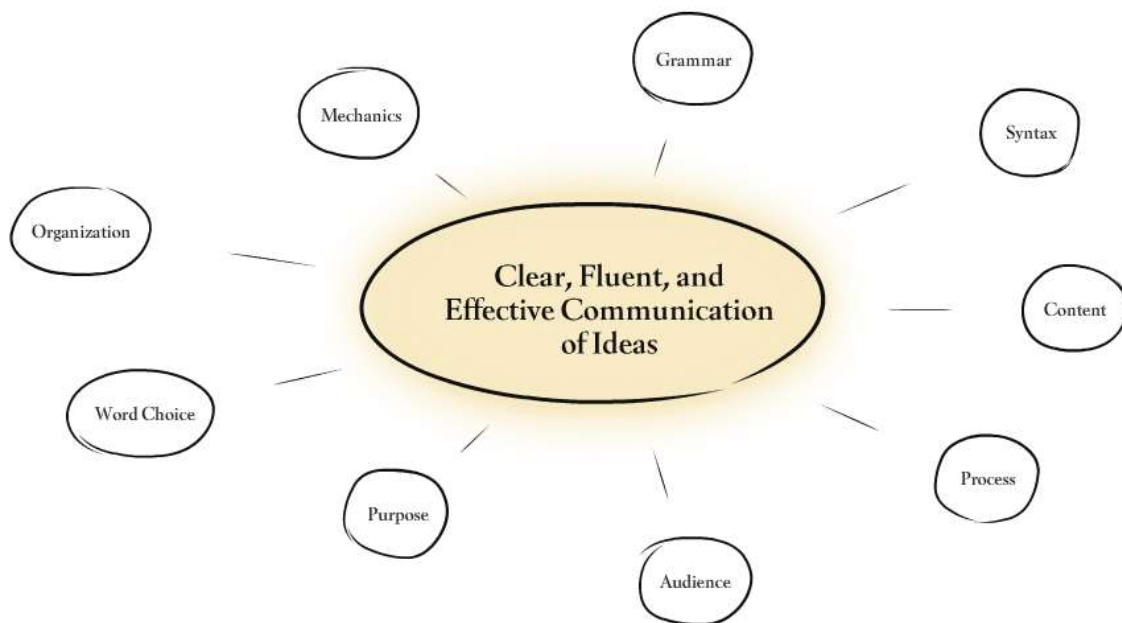 Grammar
Mechanics
Syntax
Organization
Clear, Fluent, and
Effective Communication
of Ideas
Content
Word Choice
Process
Purpose
Audience